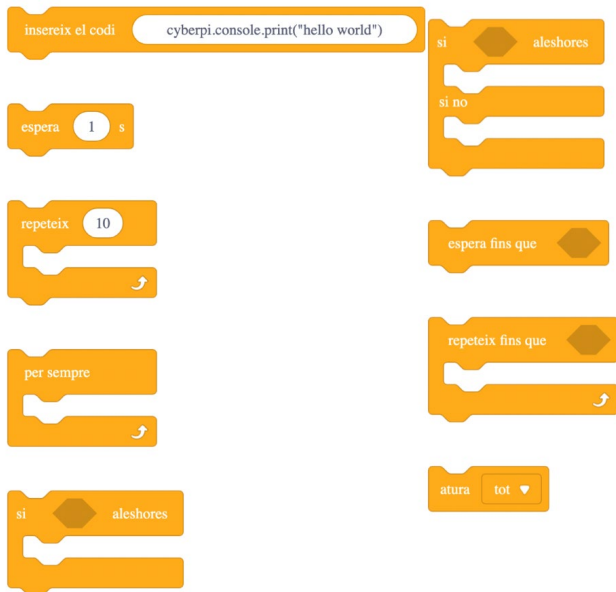 insereix el codi cyberpi.console.print("hello world")
espera 1 s
repeteix 10
per sempre
si aleshores
si aleshores
si no
espera fins que
repeteix fins que
atura tot